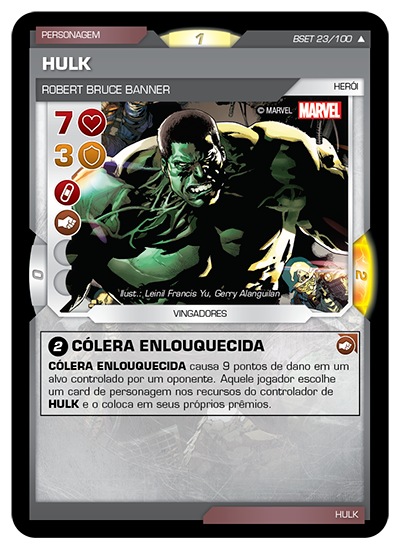 PERSONAGEM
1
BSET 23/100 ▲
HULK
ROBERT BRUCE BANNER
HERÓI
7
© MARVEL MARVEL
3
0
2
Ilust.: Leinil Francis Yu, Gerry Alanguilan
VINGADORES
2 CÓLERA ENLOUQUECIDA
CÓLERA ENLOUQUECIDA causa 9 pontos de dano em um
alvo controlado por um oponente. Aquele jogador escolhe
um card de personagem nos recursos do controlador de
HULK e o coloca em seus próprios prêmios.
HULK